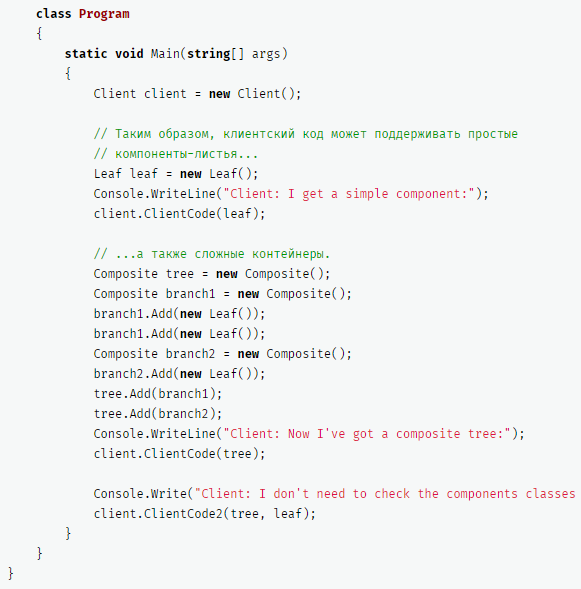 class Program
{
static void Main(string[] args)
{
Client client = new Client();
// Таким образом, клиентский код может поддерживать простые
// компоненты-листья...
Leaf leaf = new Leaf();
Console.WriteLine("Client: I get a simple component:");
client.ClientCode(leaf);
// ...а также сложные контейнеры.
Composite tree = new Composite();
Composite branch1 = new Composite();
branch1.Add(new Leaf());
branch1.Add(new Leaf());
Composite branch2 = new Composite();
branch2.Add(new Leaf());
tree.Add(branch1);
tree.Add(branch2);
Console.WriteLine("Client: Now I've got a composite tree:");
client.ClientCode(tree);
Console.Write("Client: I don't need to check the components classes
client.ClientCode2(tree, leaf);
}
}
}